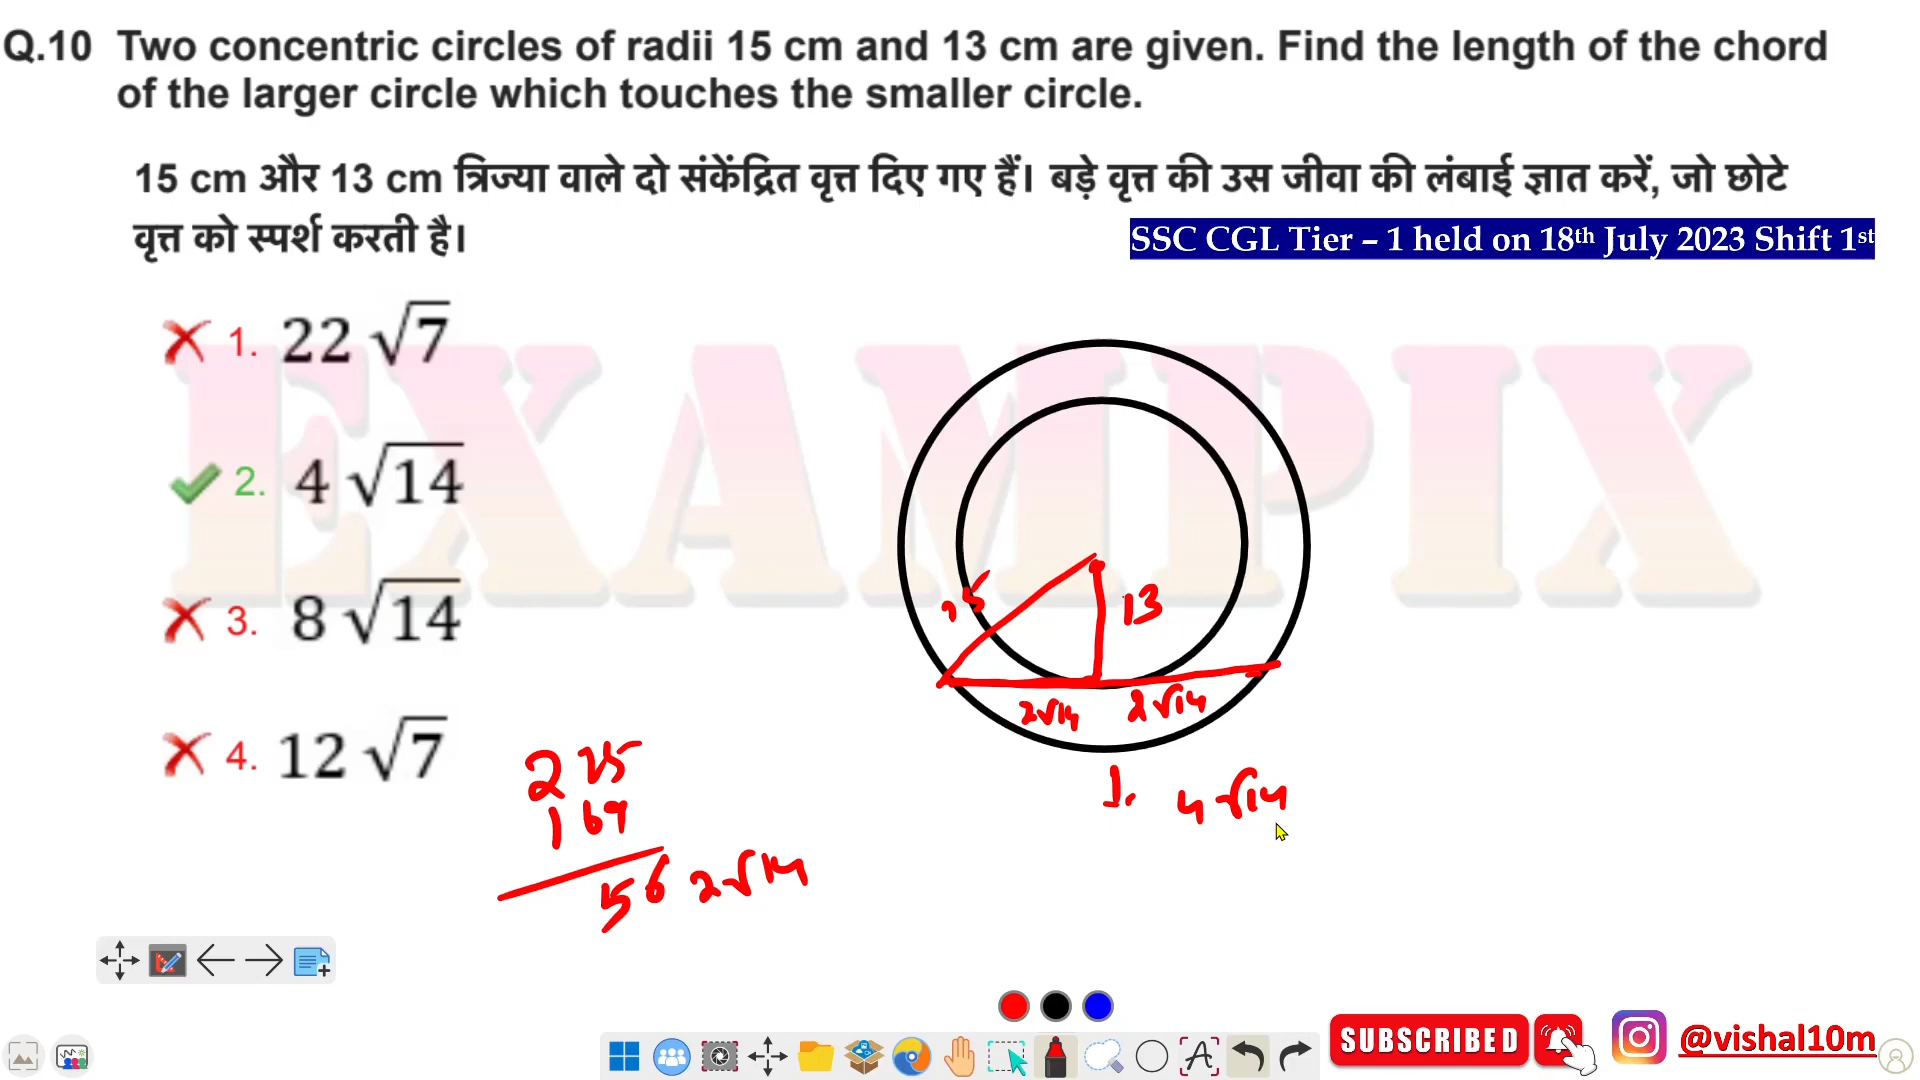 Q.10 Two concentric circles of radii 15 cm and 13 cm are given. Find the length of the chord
of the larger circle which touches the smaller circle.
15 cm और 13 cm त्रिज्या वाले दो संकेंद्रित वृत्त दिए गए हैं। बड़े वृत्त की उस जीवा की लंबाई ज्ञात करें, जो छोटे
वृत्त को स्पर्श करती है।
SSC CGL Tier – 1 held on 18th July 2023 Shift 1st
1. 22 √7
2. 4 √14
3. 8 √14
4. 12 √7
EXAMPIX
15
13
2√14 2√14
4√14
225
169
56 2√14
SUBSCRIBED
@vishal10m